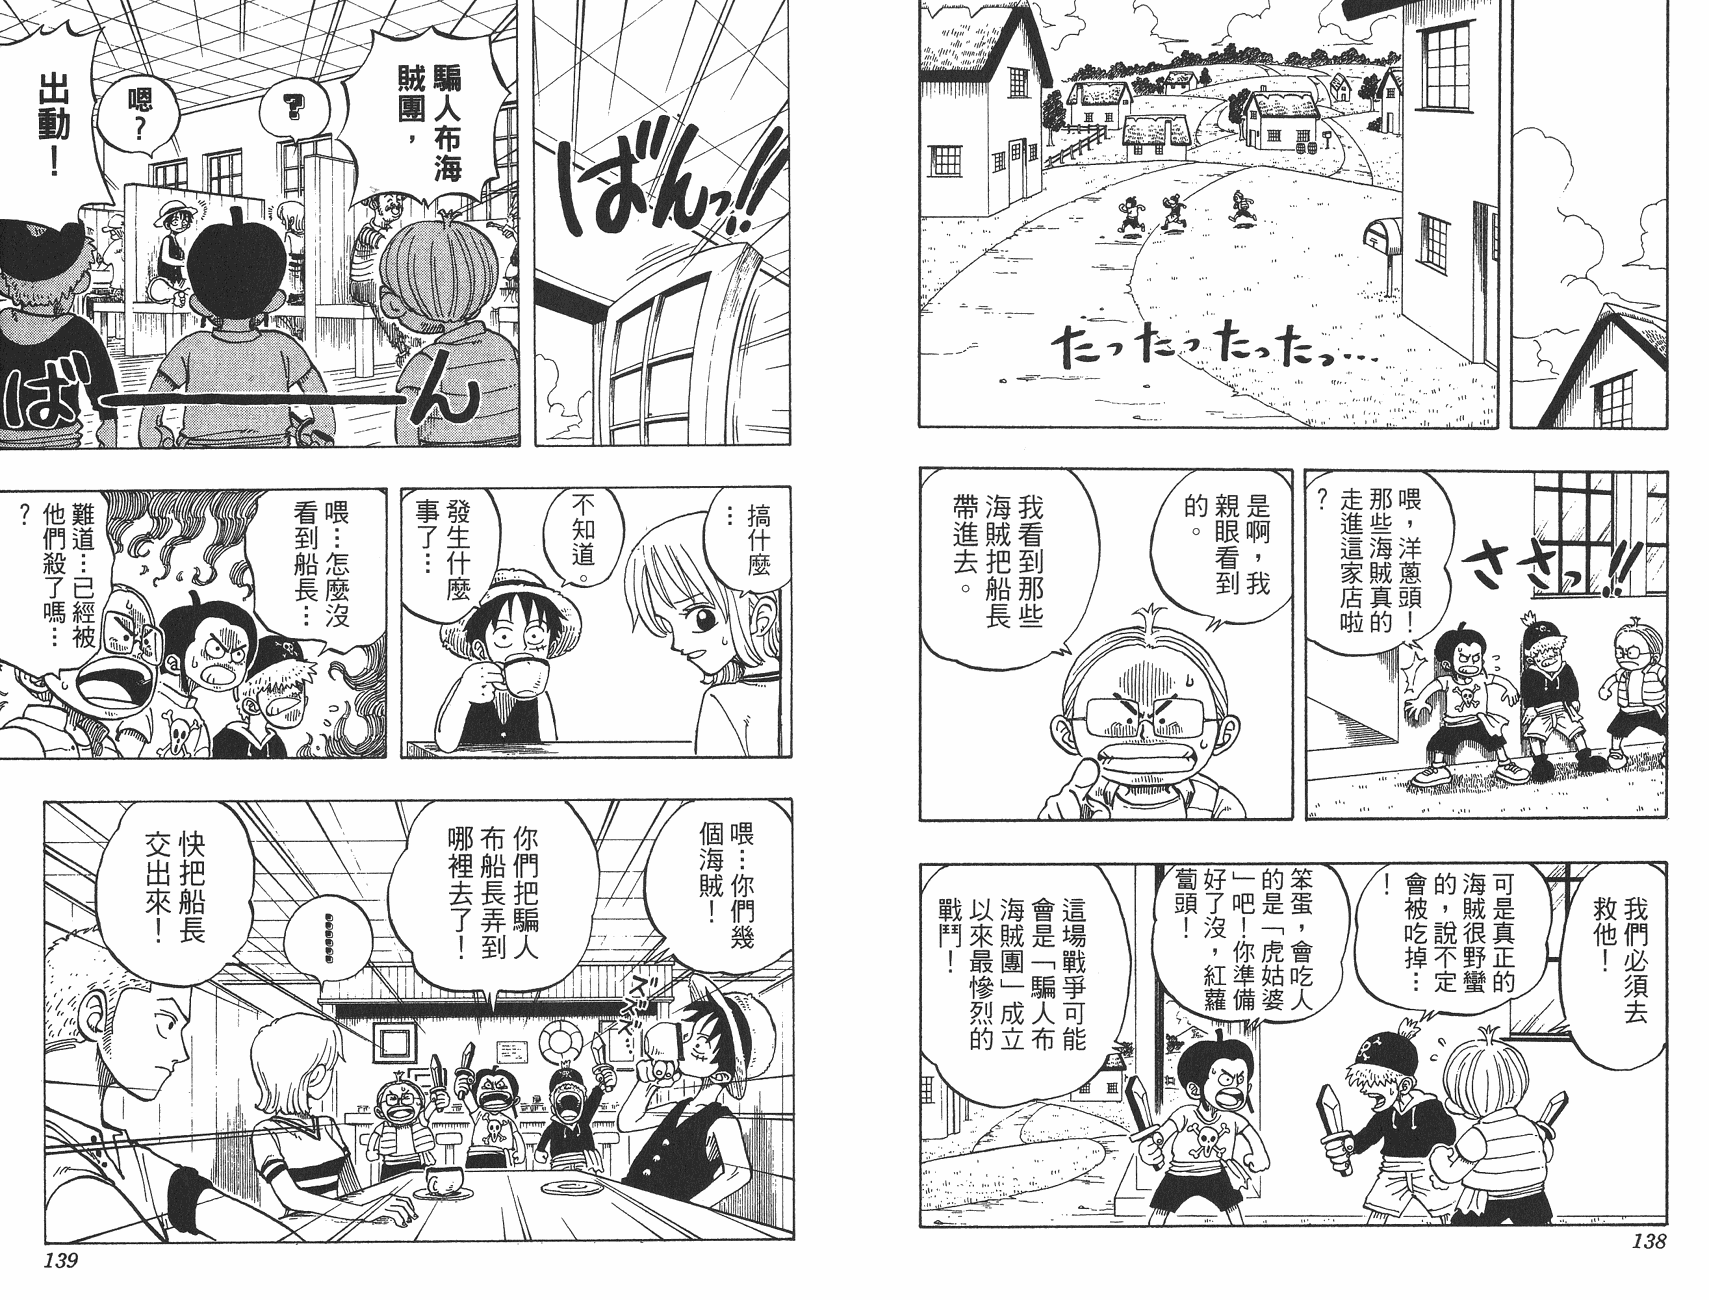 たったったったっ…
ささっ!!
喂，洋蔥頭！
那些海賊真的
走進這家店啦
？
是啊，我
親眼看到
的。
我看到那些
海賊把船長
帶進去。
我們必須去
救他！
可是真正的
海賊很野蠻
的，說不定
會被吃掉…
！
笨蛋，會吃人
的是「虎姑婆
」吧！你準備
好了沒，紅蘿
蔔頭！
這場戰爭可能
會是「騙人布
海賊團」成立
以來最慘烈的
戰鬥！
138
ばんっ!!
騙人布海
賊團，
？
嗯？
出動！
ばーん
搞什麼
…
不知道。
發生什麼
事了…
喂…怎麼沒
看到船長…
難道…已經被
他們殺了嗎…
？
喂…你們幾
個海賊！
ズズズズ…
你們把騙人
布船長弄到
哪裡去了！
……
快把船長
交出來！
139